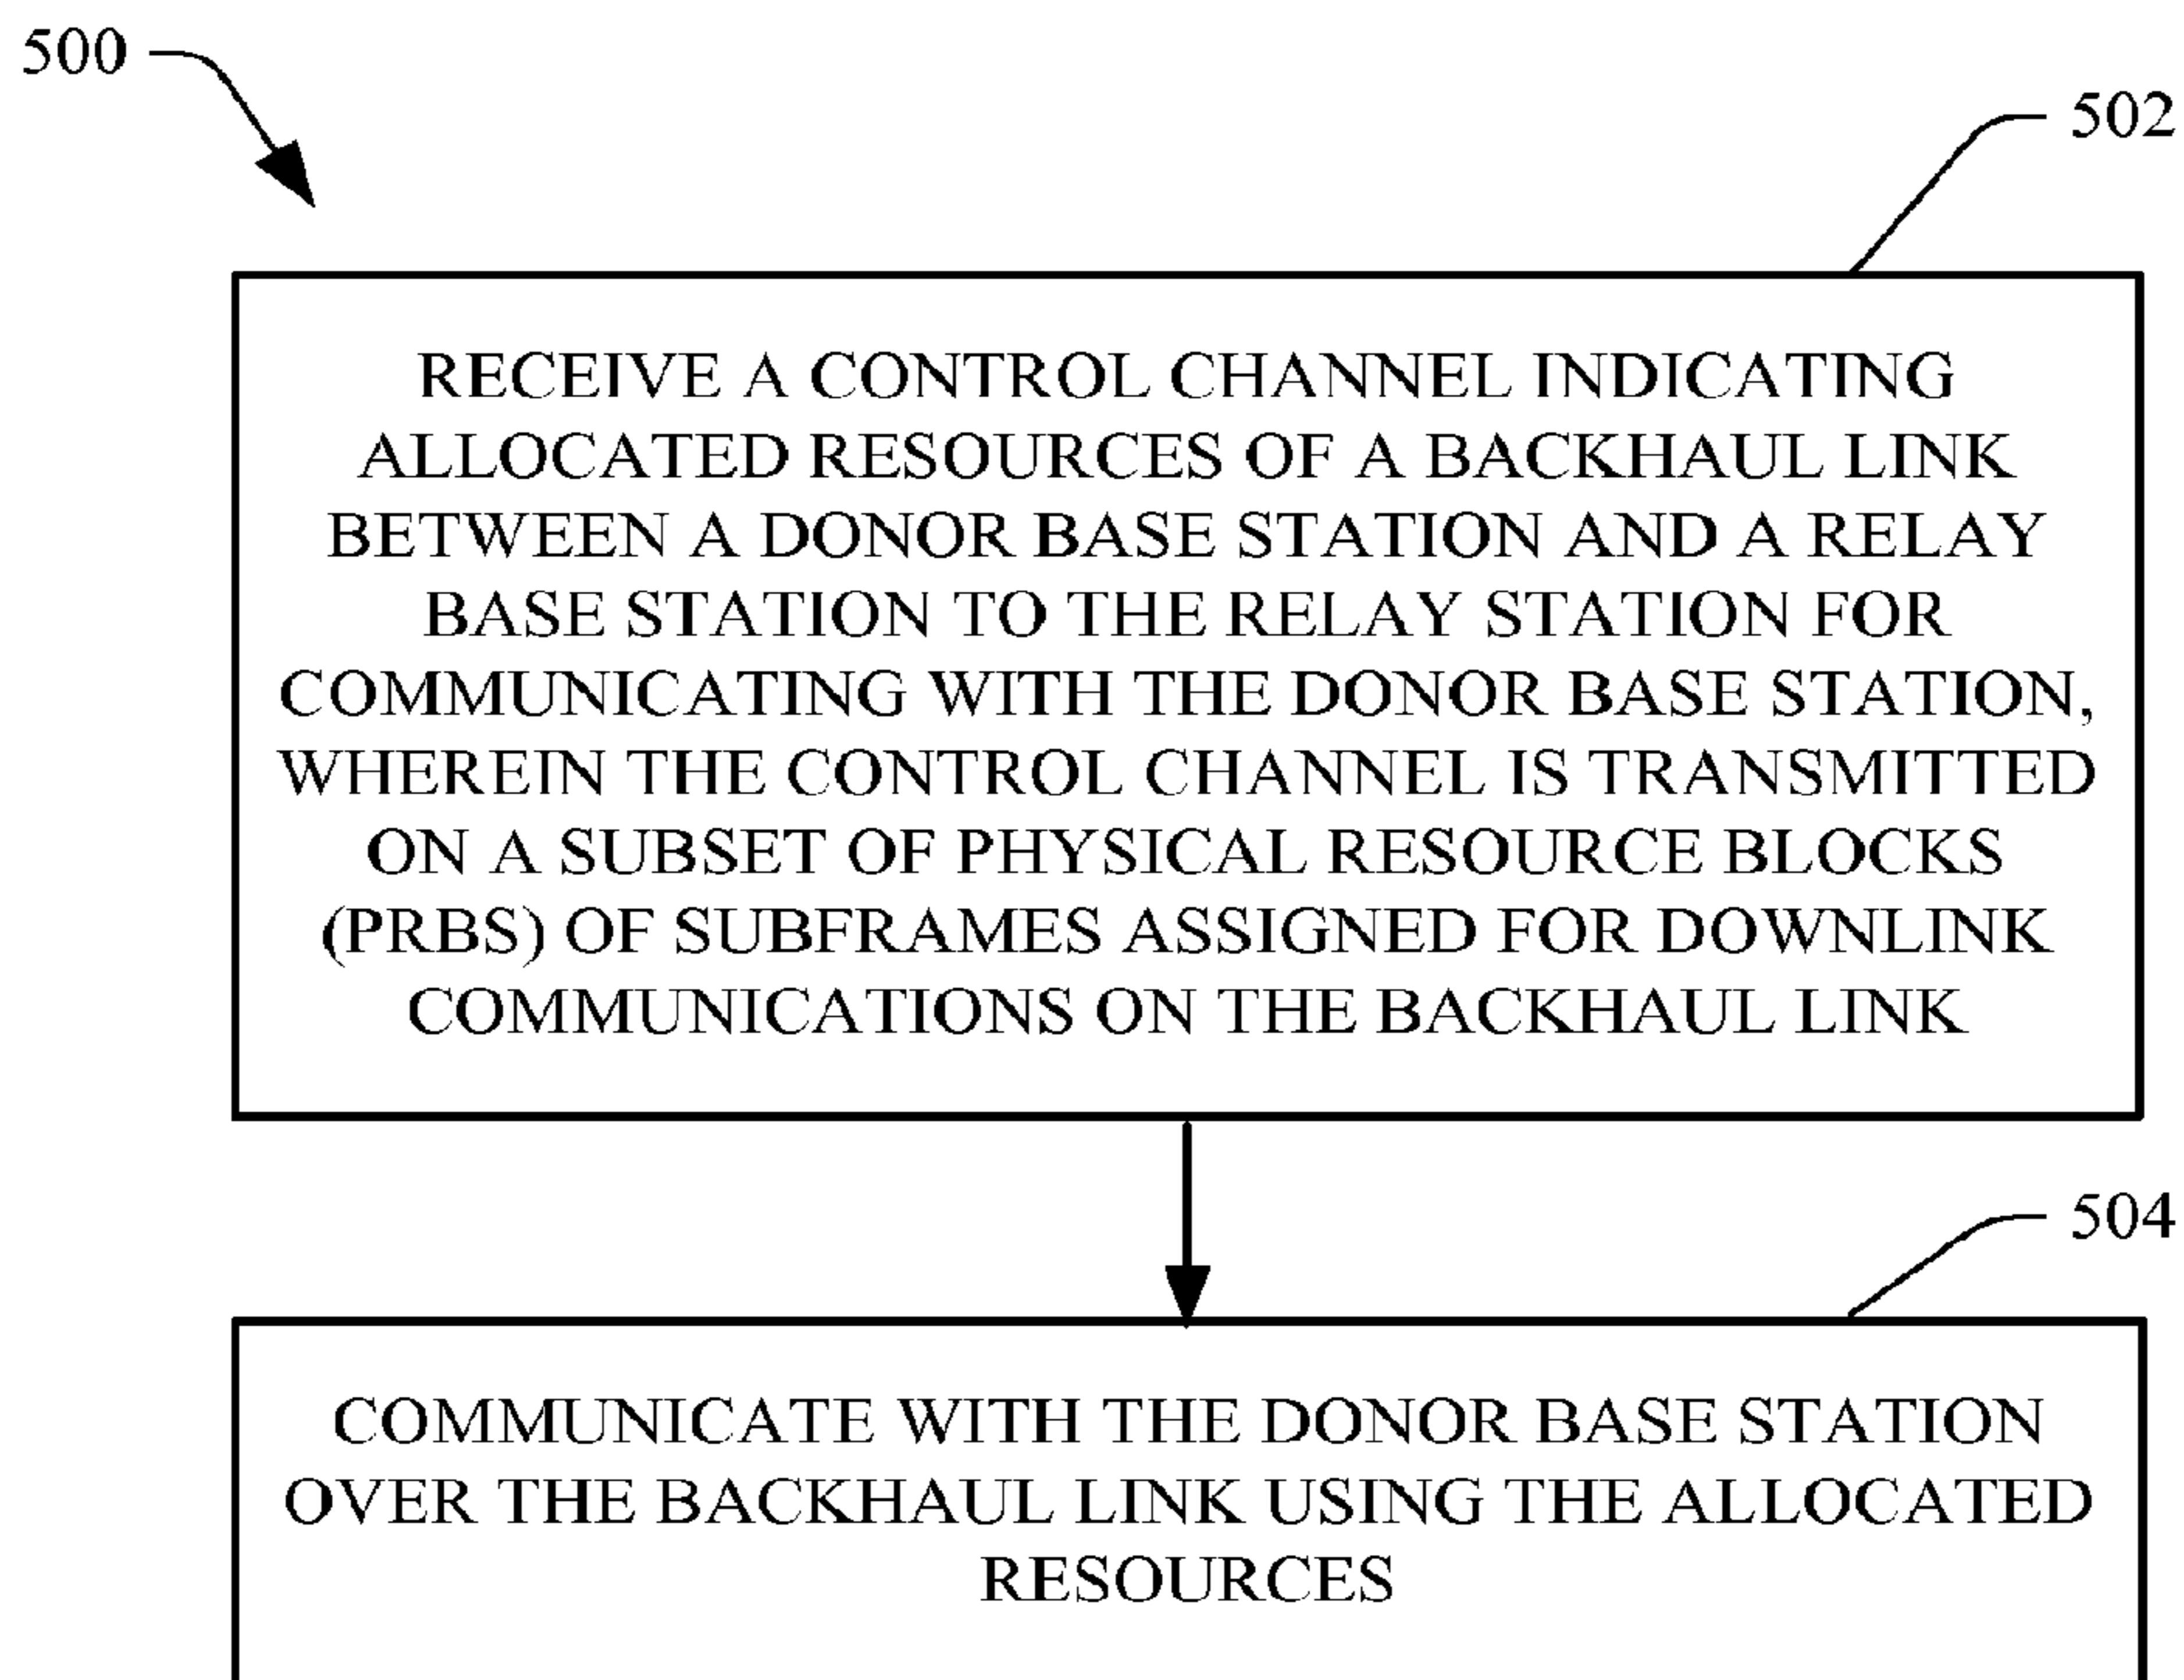 500
502
RECEIVE A CONTROL CHANNEL INDICATING
ALLOCATED RESOURCES OF A BACKHAUL LINK
BETWEEN A DONOR BASE STATION AND A RELAY
BASE STATION TO THE RELAY STATION FOR
COMMUNICATING WITH THE DONOR BASE STATION,
WHEREIN THE CONTROL CHANNEL IS TRANSMITTED
ON A SUBSET OF PHYSICAL RESOURCE BLOCKS
(PRBS) OF SUBFRAMES ASSIGNED FOR DOWNLINK
COMMUNICATIONS ON THE BACKHAUL LINK
504
COMMUNICATE WITH THE DONOR BASE STATION
OVER THE BACKHAUL LINK USING THE ALLOCATED
RESOURCES